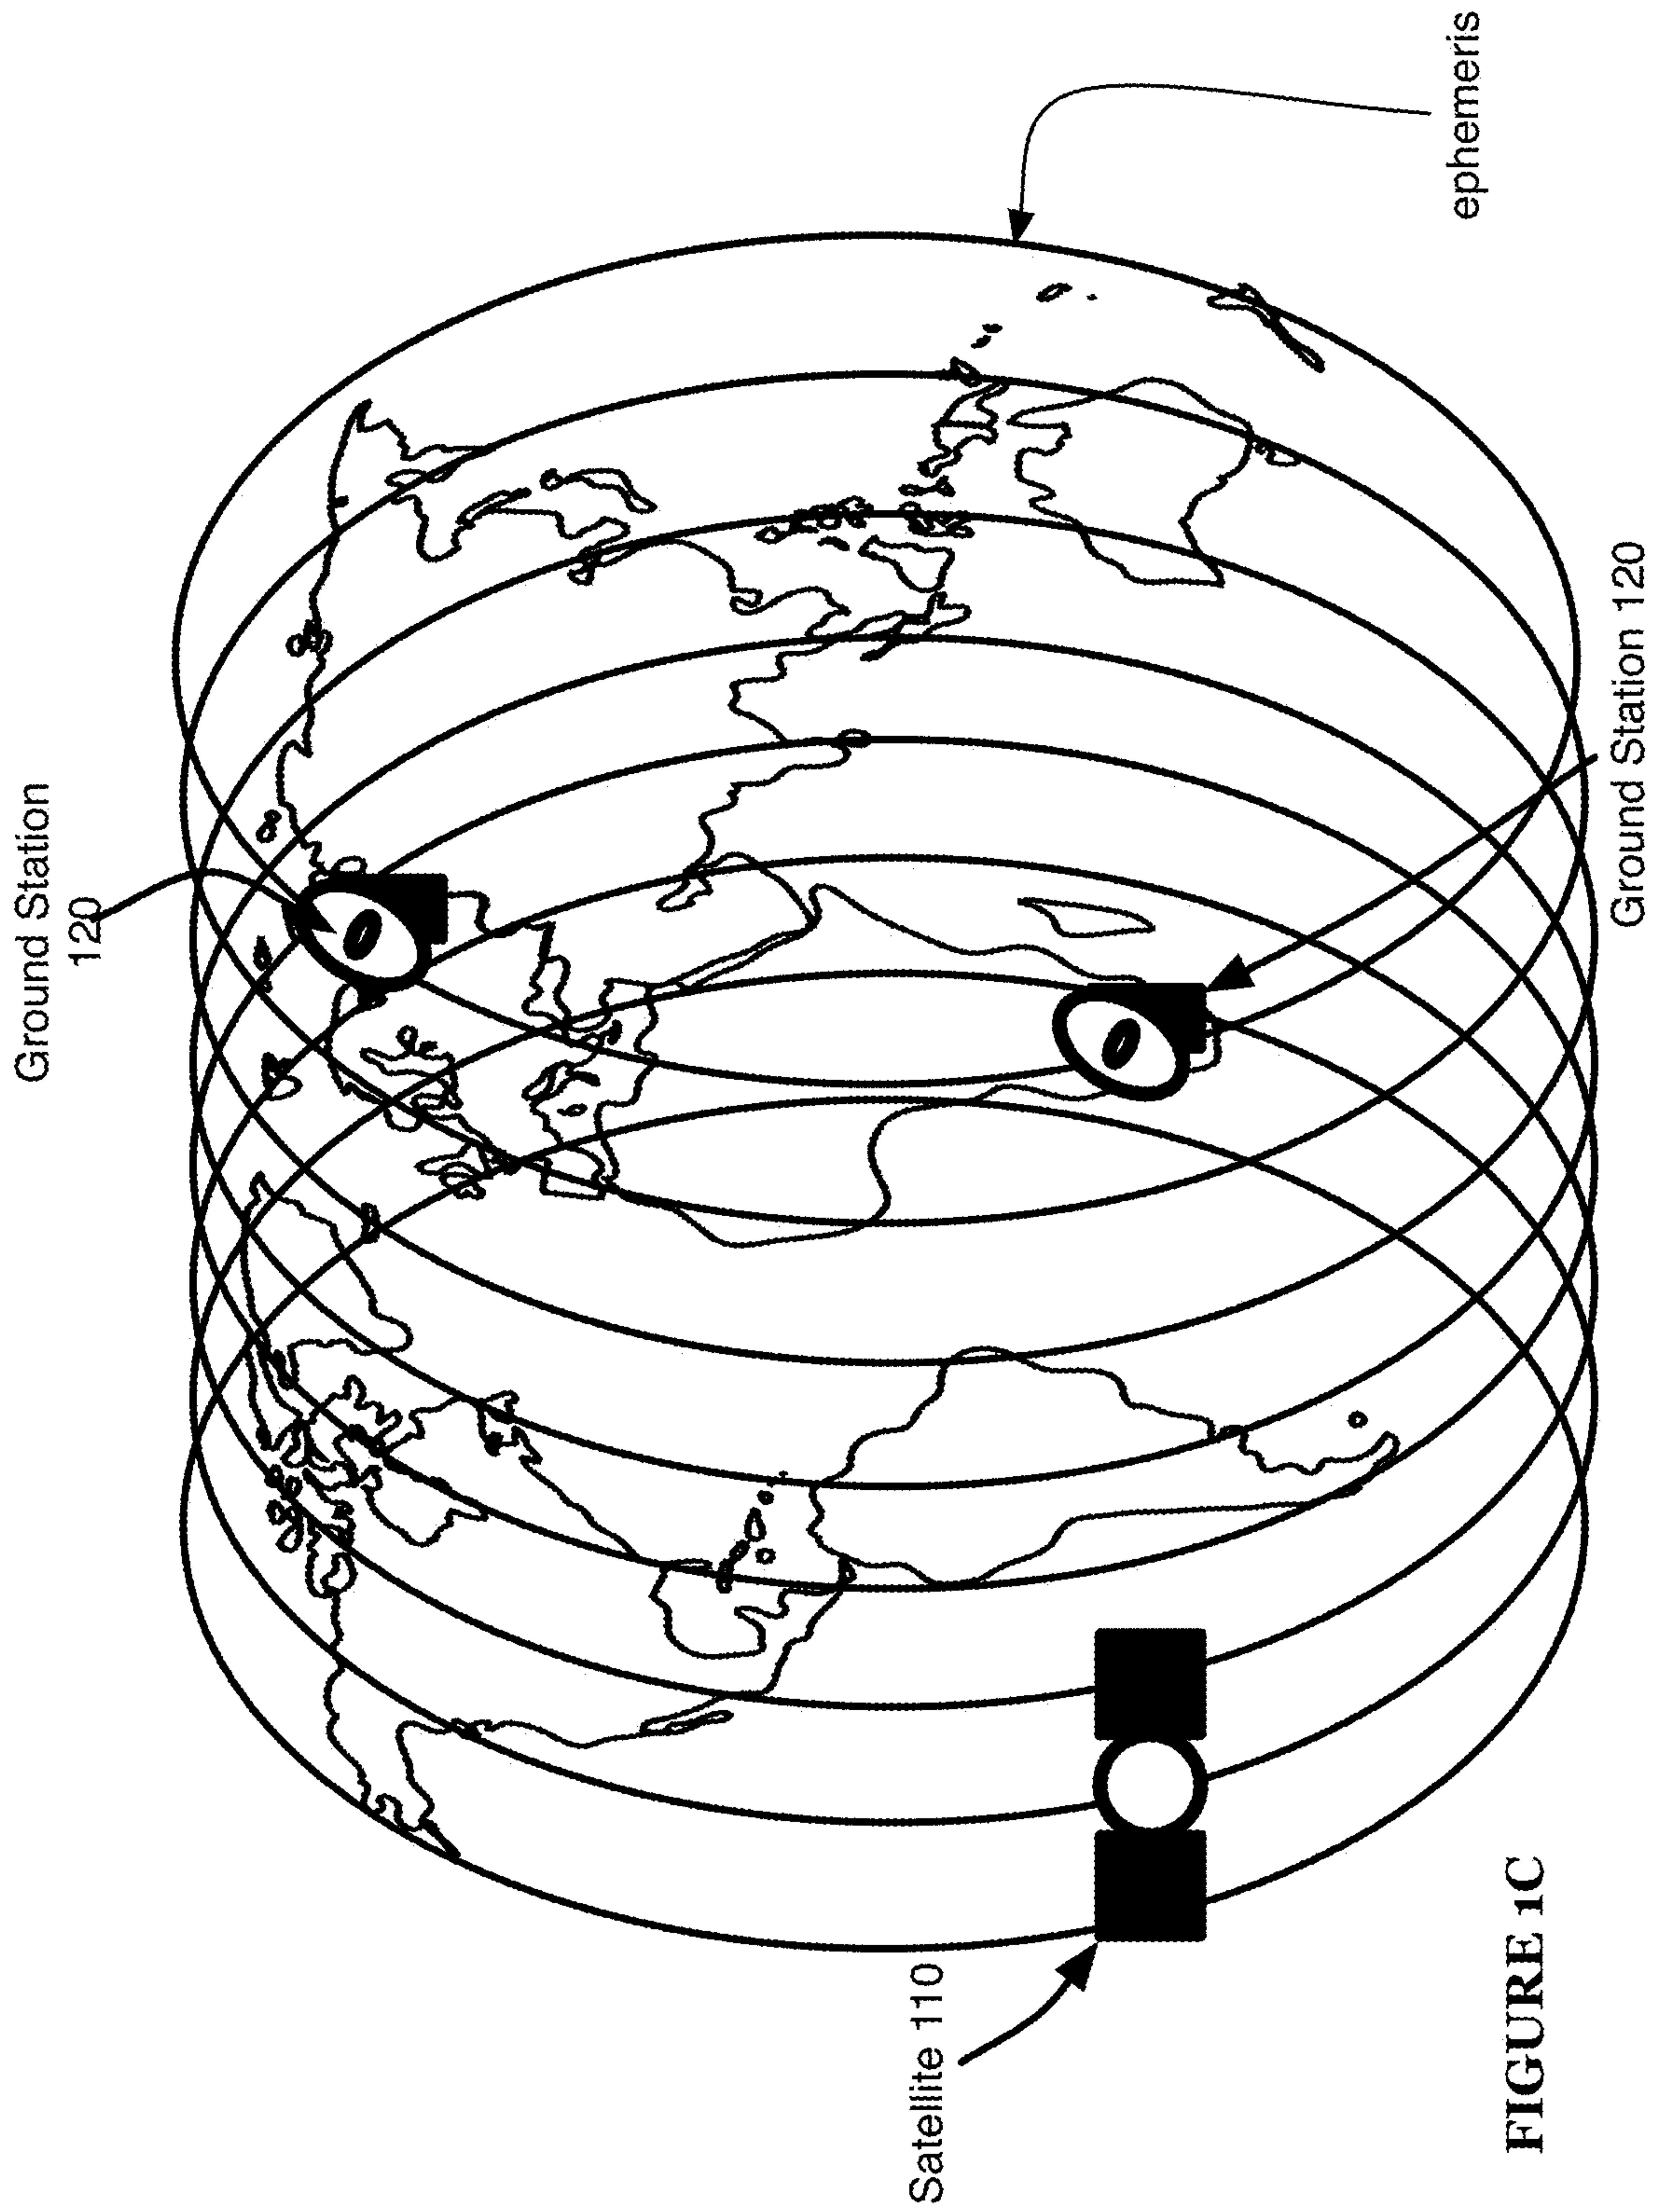 Ground Station
120
ephemeris
Ground Station 120
Satellite 110
FIGURE 1C